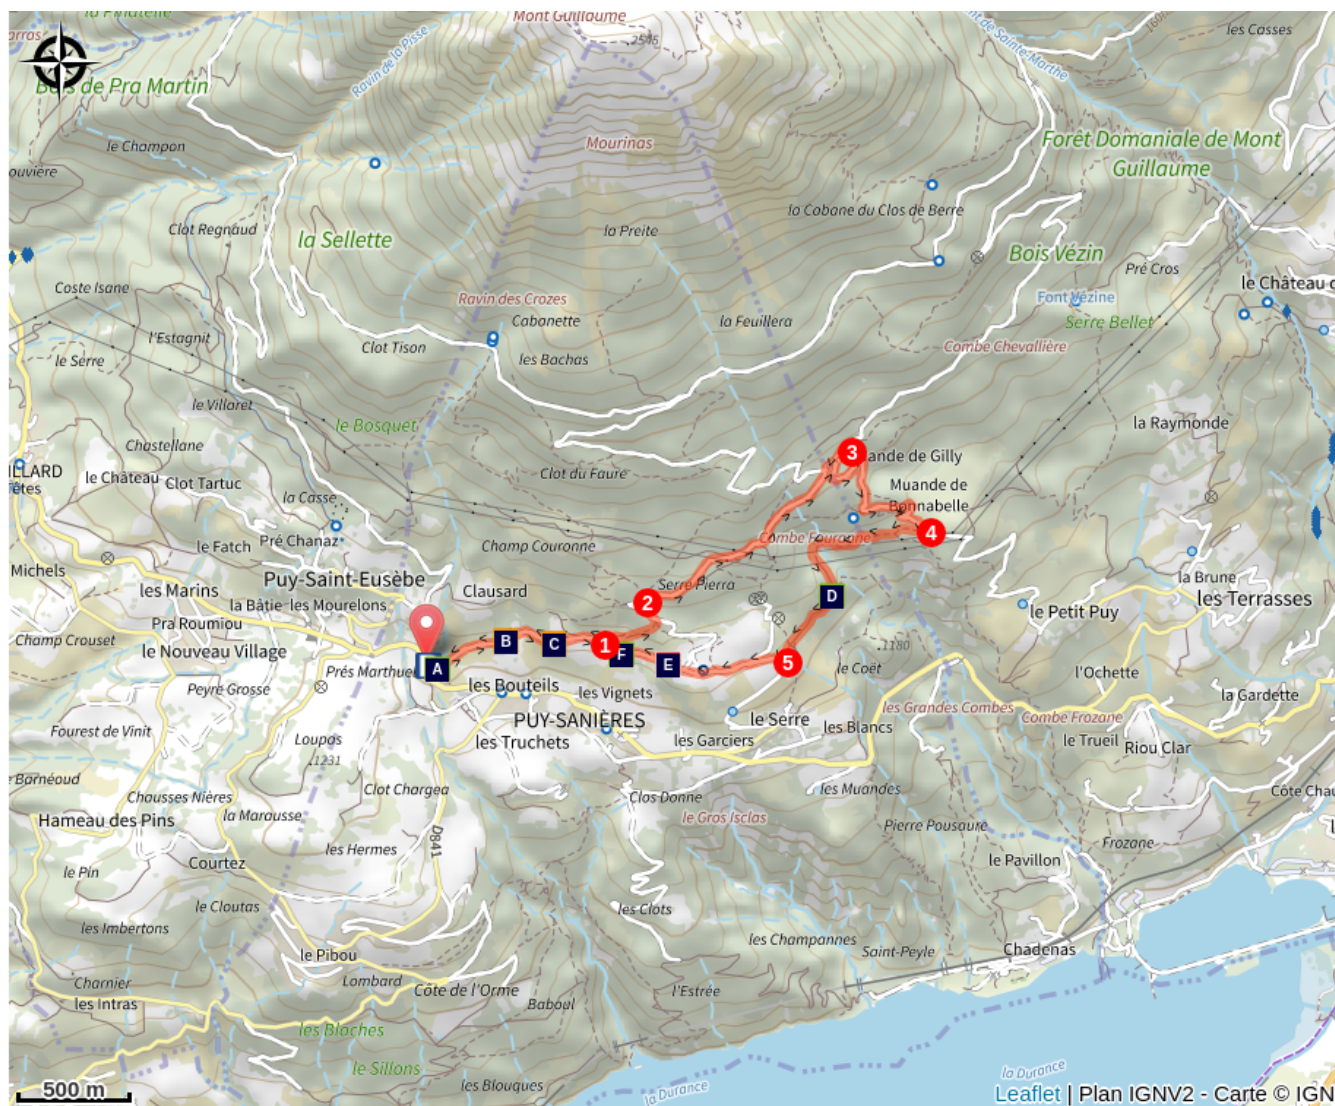 la Pinatelle
Mont Guillaume
.2546
les Casses
Ravin de la Pisse
nt de Sainte-Marthe
Bois de Pra Martin
le Champon
Mourinas
Forêt Domaniale de Mont
Guillaume
ouvière
la Cabane du Clos de Berre
Clot Regnaud
la Sellette
la Preite
Bois Vézin
Pré Cros
le Château d
Coste Isane
Ravin des Crozes
Font Vézine
Cabanette
la Feuillera
Serre Bellet
l'Estagnit
Clot Tison
les Bachas
Combe Chevallière
le Serre
le Villaret
le Bosquet
la Raymonde
Chastellane
3
ande de Gilly
ILLARD
êtes
le Château
Clot Tartuc
Clot du Faure
Muande de
Bonnabelle
la Casse
4
le Fatch
Pré Chanaz
Champ Couronne
Combe Fouranne
Michels
Puy-Saint-Eusèbe
Serre Pierra
la Brune
les Marins
Clausard
D
les Terrasses
la Bâtie
les Mourelons
2
le Petit Puy
Pra Roumiou
Champ Crouset
le Nouveau Village
B
C
1
F
.1180
Prés Marthuel
A
E
5
le Coët
l'Ochette
Peyre Grosse
les Bouteils
les Vignets
la Gardette
les Grandes Combes
Combe Frozane
Fourest de Vinit
PUY-SANIÈRES
le Serre
les Blancs
Loupos
les Truchets
les Garciers
le Trueil
Riou Clar
.1231
Barnéoud
Chausses Nières
Clot Chargea
Clos Donne
les Muandes
Côte Chau
Hameau des Pins
la Marausse
le Gros Isclas
Pierre Pousaure
D841
les Hermes
Frozane
Courtez
le Pavillon
le Pin
le Cloutas
les Clots
les Imbertons
les Champannes
Saint-Peyle
Chadenas
le Pibou
Charnier
Lombard
Côte de l'Orme
l'Estrée
les Intras
Baboul
les Bloches
le Sillons
les Blouques
la Durance
la Durance
500 m
Leaflet | Plan IGNV2 - Carte © IGN